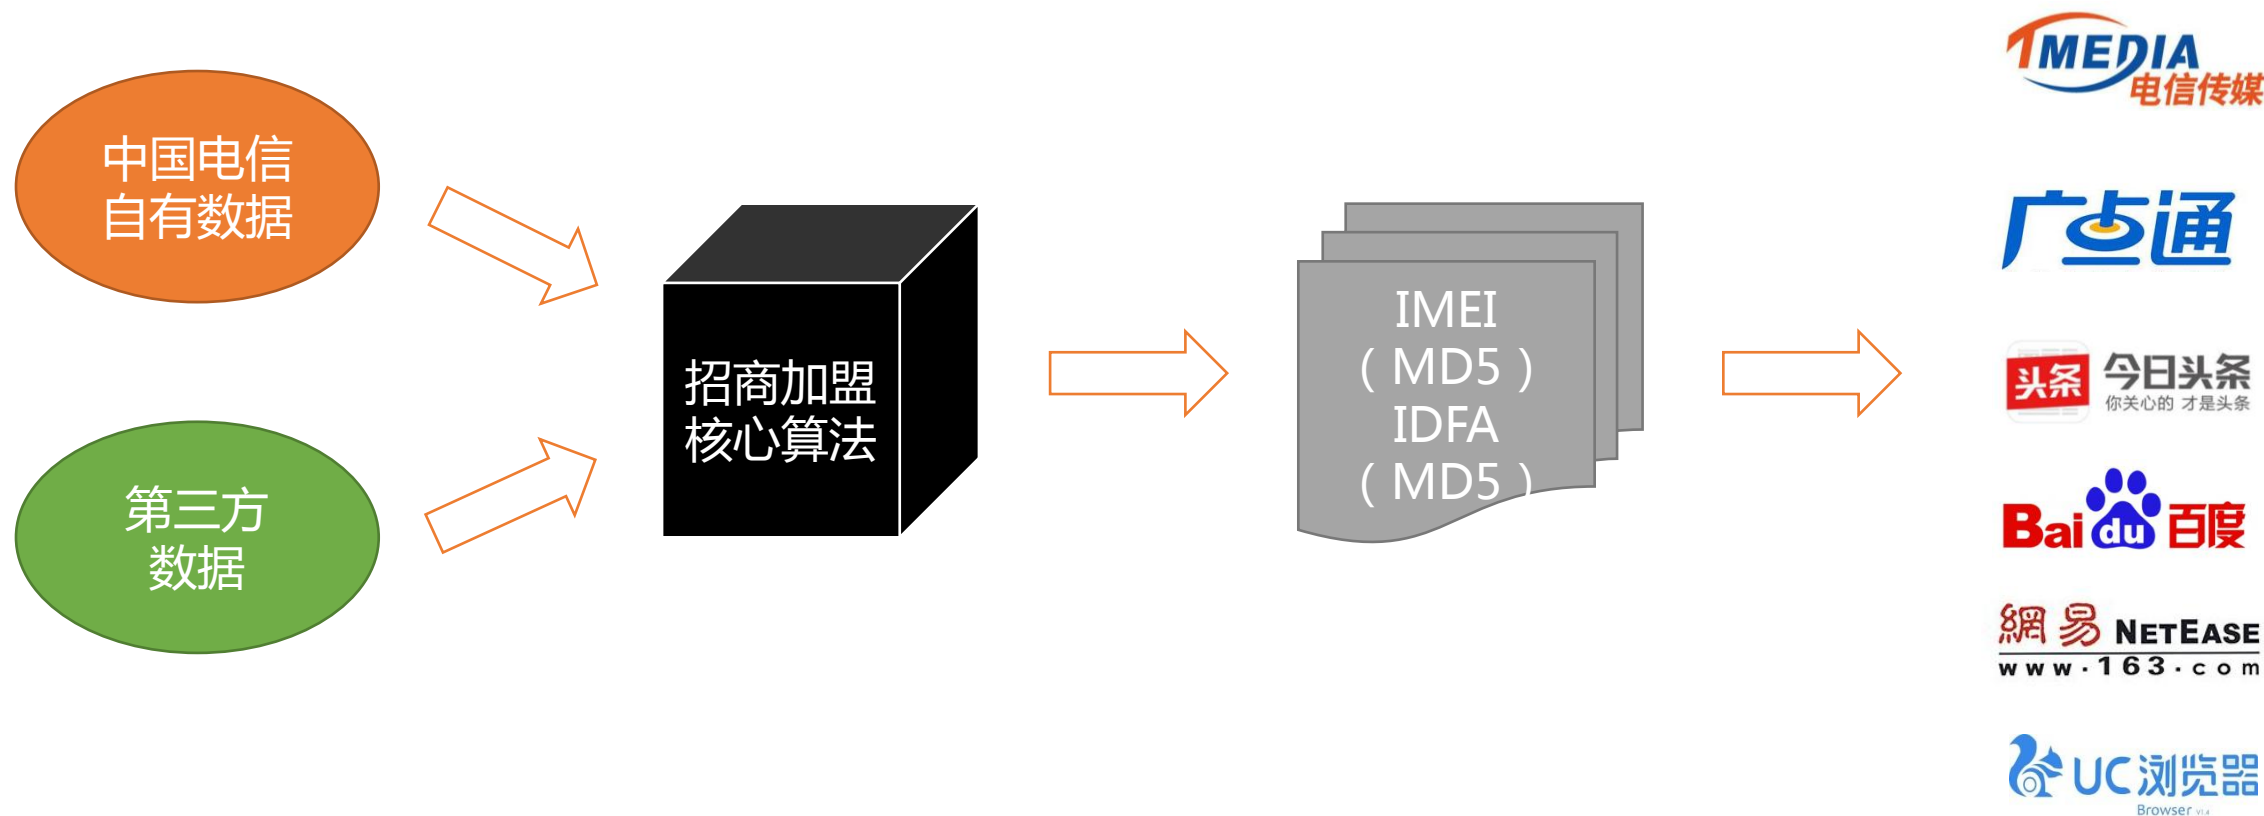 中国电信
自有数据
第三方
数据
招商加盟
核心算法
IMEI
（MD5）
IDFA
（MD5）
TMEDIA
电信传媒
广点通
头条
今日头条
你关心的 才是头条
Bai du 百度
網易 NETEASE
www.163.com
UC浏览器
Browser V1.4